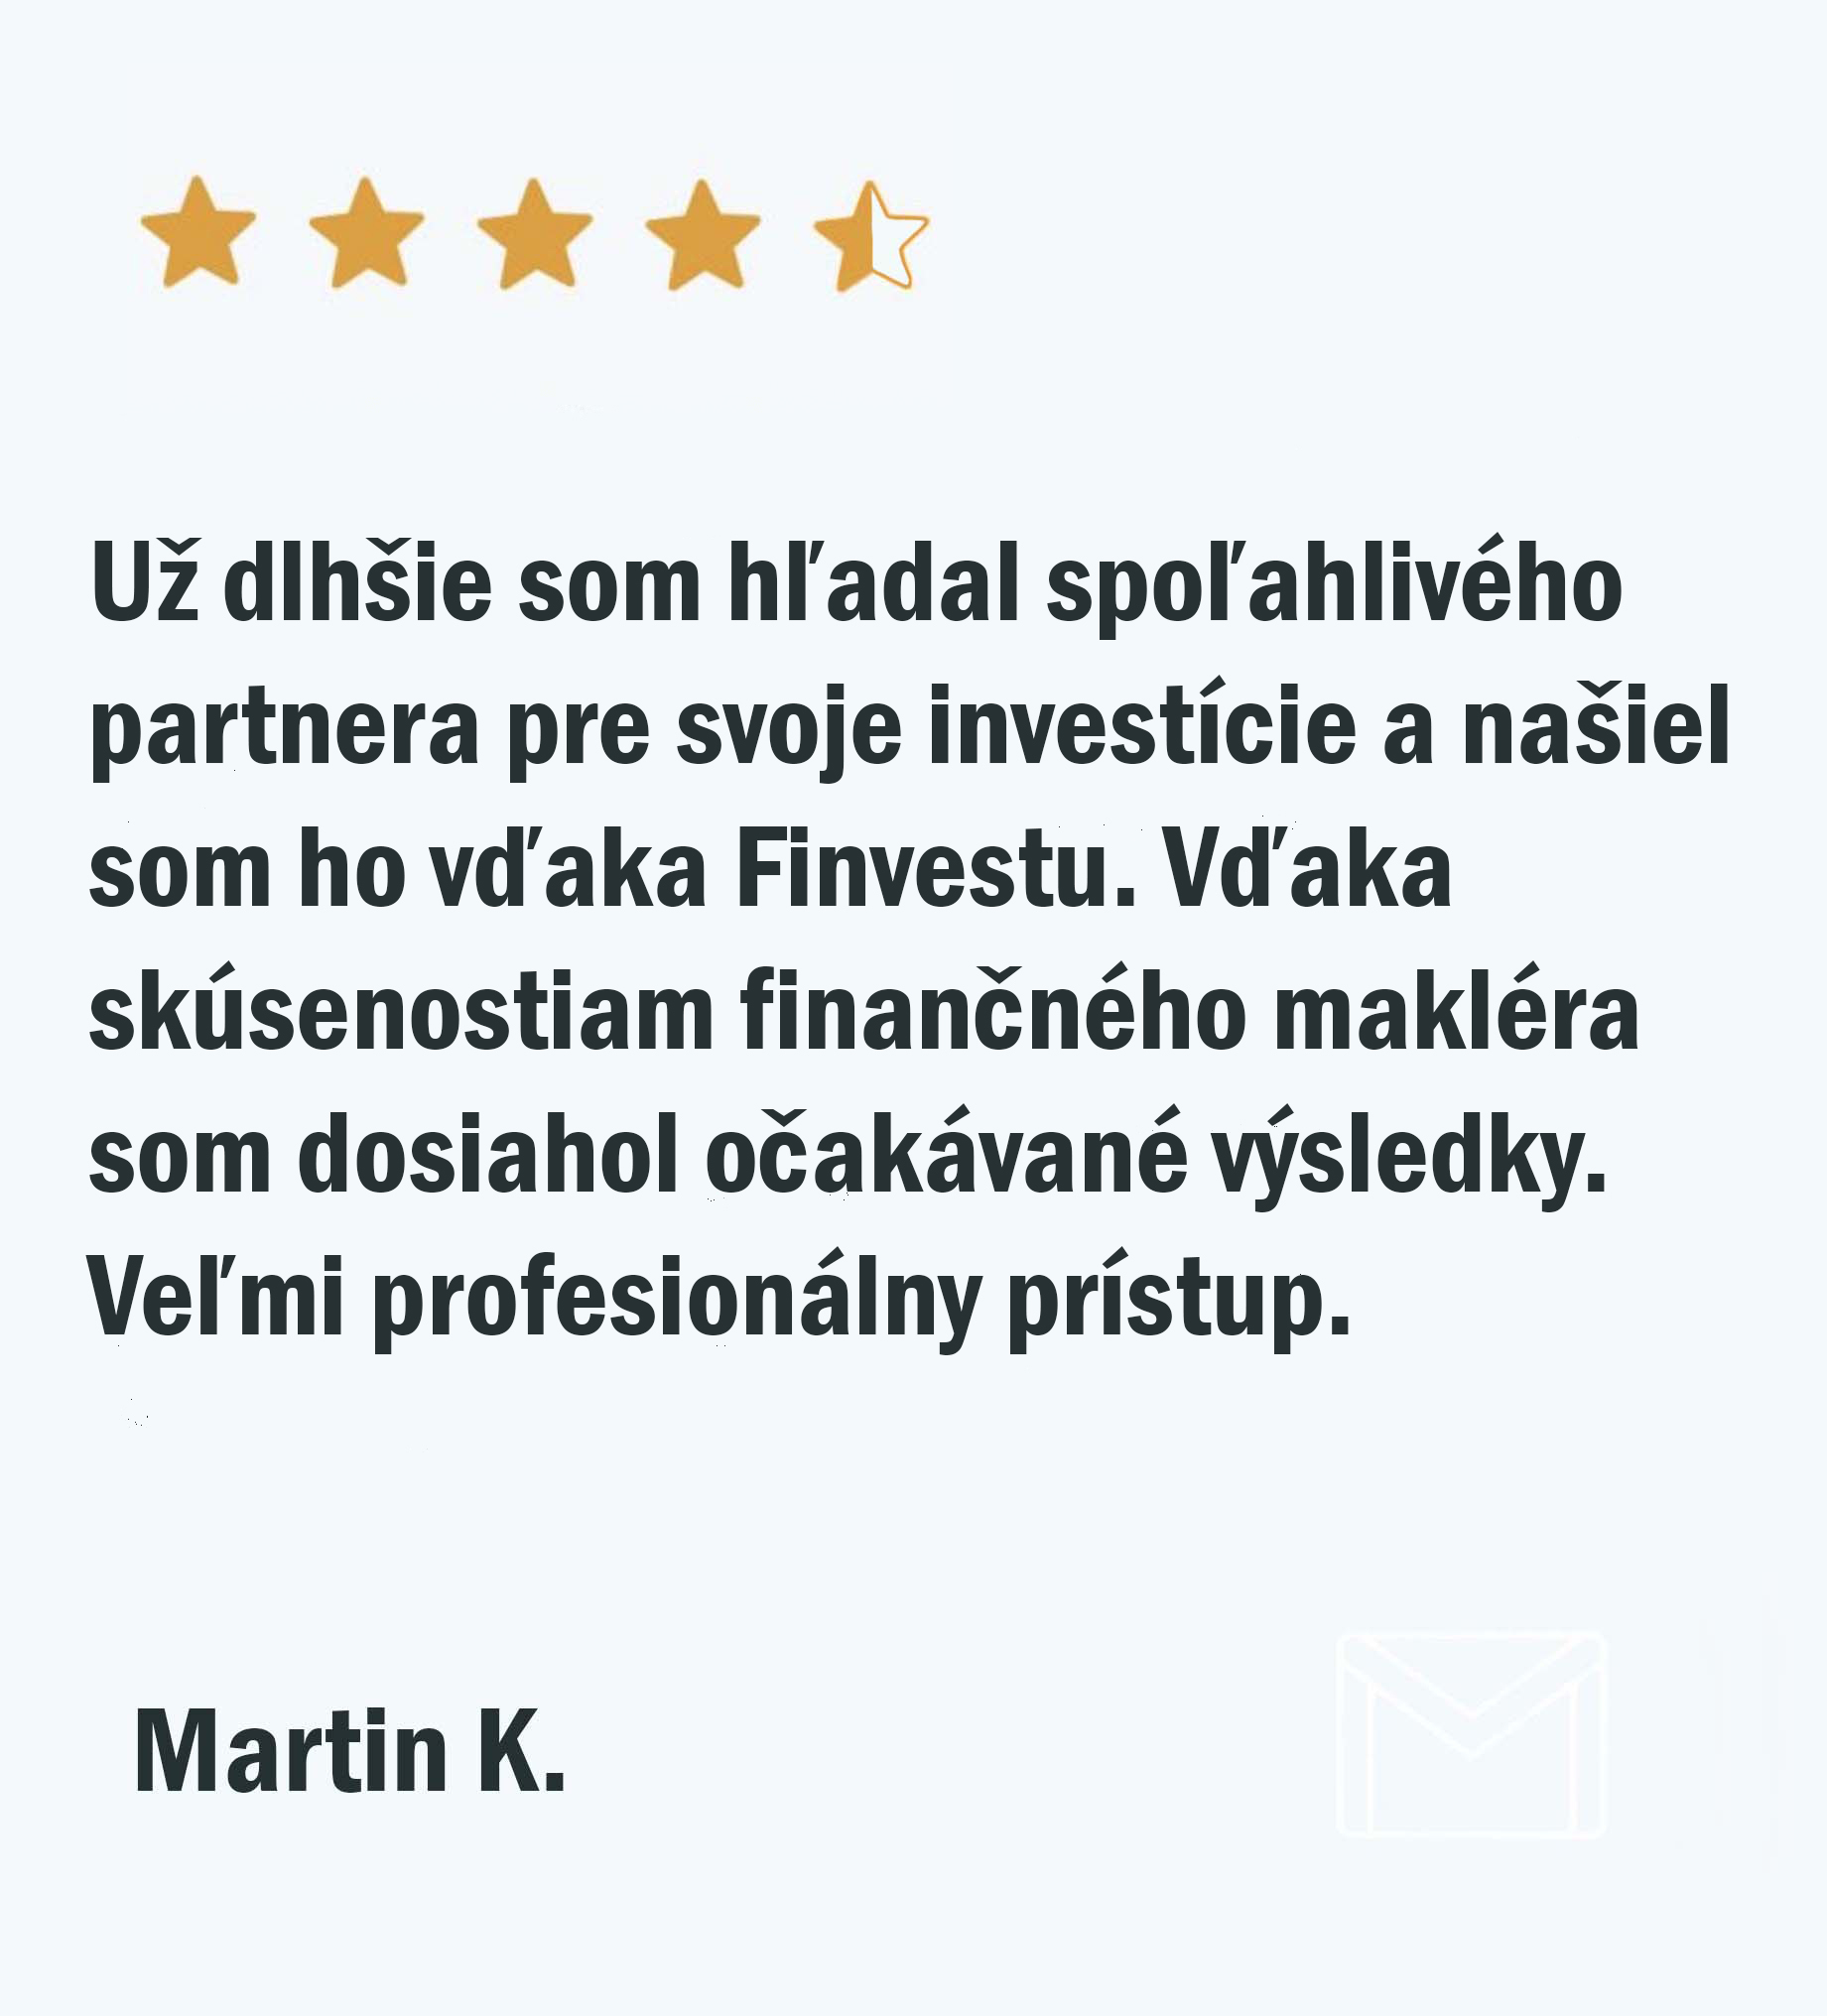 Už dlhšie som hľadal spoľahlivého
partnera pre svoje investície a našiel
som ho vďaka Finvestu. Vďaka
skúsenostiam finančného makléra
som dosiahol očakávané výsledky.
Veľmi profesionálny prístup.
Martin K.